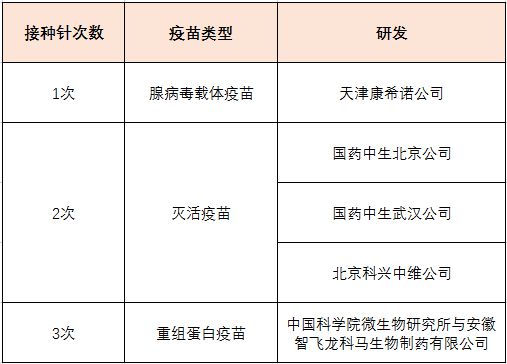 接种针次数 疫苗类型 研发
1次 腺病毒载体疫苗 天津康希诺公司
国药中生北京公司
2次 灭活疫苗 国药中生武汉公司
北京科兴中维公司
3次 重组蛋白疫苗 中国科学院微生物研究所与安徽
智飞龙科马生物制药有限公司